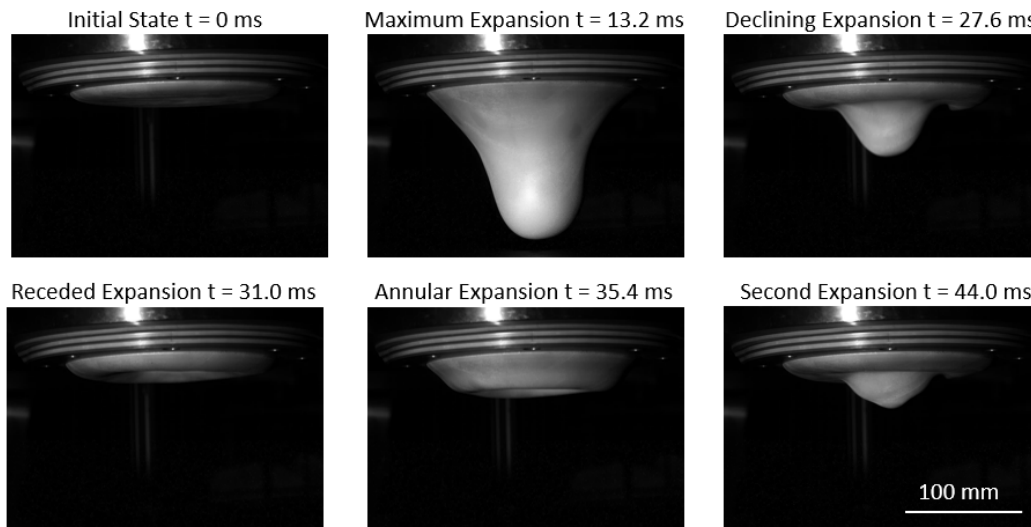 Initial State t = 0 ms
Maximum Expansion t = 13.2 ms
Declining Expansion t = 27.6 ms
Receded Expansion t = 31.0 ms
Annular Expansion t = 35.4 ms
Second Expansion t = 44.0 ms
100 mm